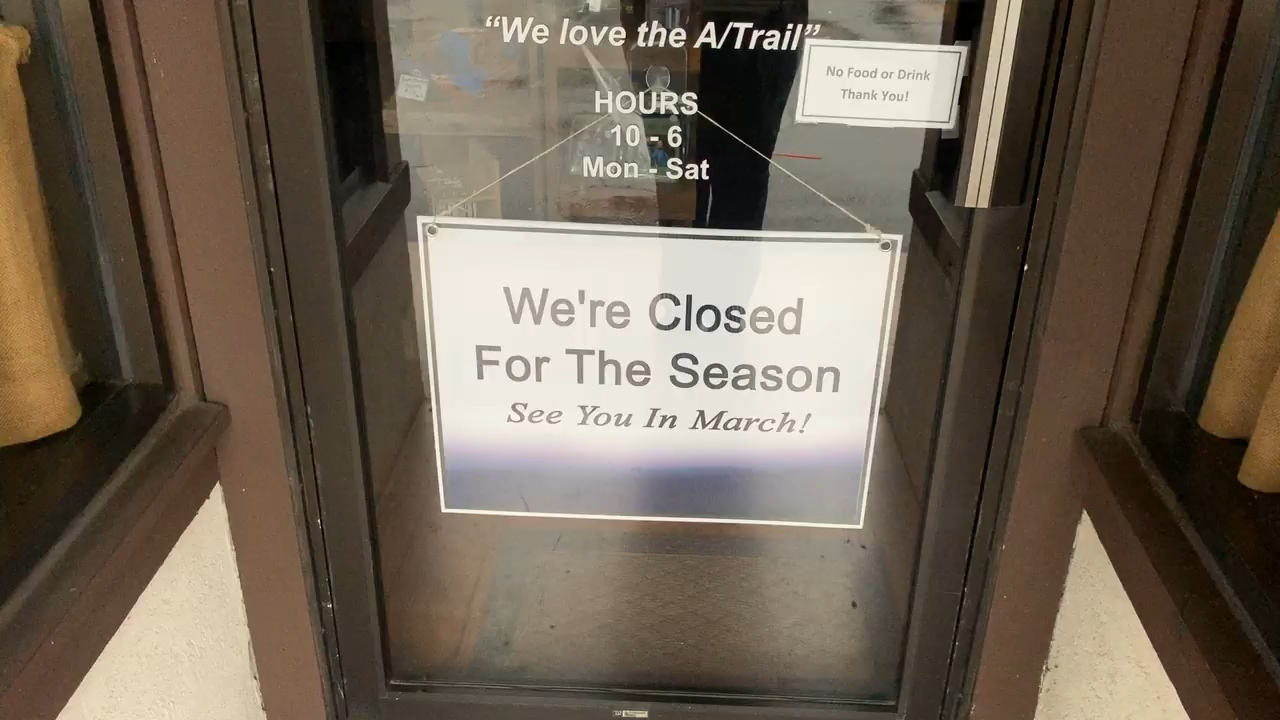 “We love the A/Trail”
No Food or Drink
Thank You!
HOURS
10 - 6
Mon - Sat
We're Closed
For The Season
See You In March!